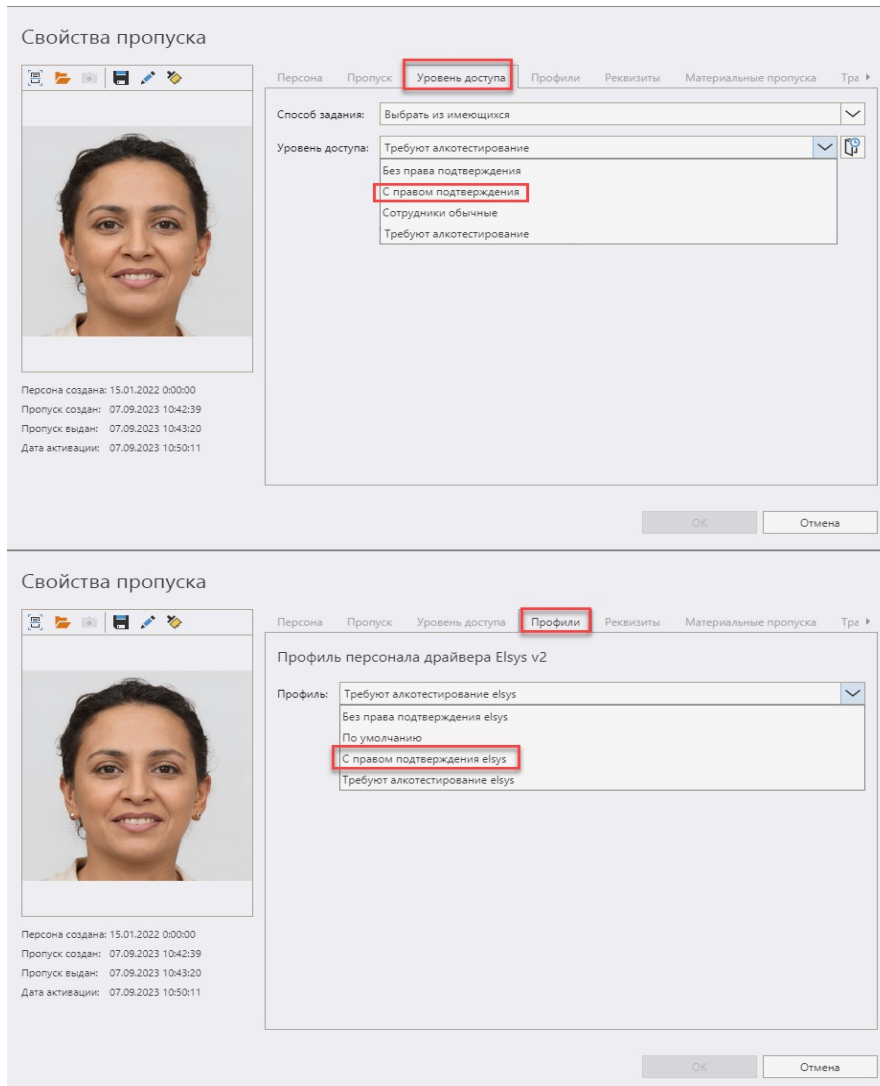 Свойства пропуска
Персона Пропуск Уровень доступа Профили Реквизиты Материальные пропуска Тра
Способ задания: Выбрать из имеющихся
Уровень доступа: Требуют алкотестирование
Без права подтверждения
С правом подтверждения
Сотрудники обычные
Требуют алкотестирование
Персона создана: 15.01.2022 0:00:00
Пропуск создан: 07.09.2023 10:42:39
Пропуск выдан: 07.09.2023 10:43:20
Дата активации: 07.09.2023 10:50:11
ОК Отмена
Свойства пропуска
Персона Пропуск Уровень доступа Профили Реквизиты Материальные пропуска Тра
Профиль персонала драйвера Elsys v2
Профиль: Требуют алкотестирование elsys
Без права подтверждения elsys
По умолчанию
С правом подтверждения elsys
Требуют алкотестирование elsys
Персона создана: 15.01.2022 0:00:00
Пропуск создан: 07.09.2023 10:42:39
Пропуск выдан: 07.09.2023 10:43:20
Дата активации: 07.09.2023 10:50:11
ОК Отмена